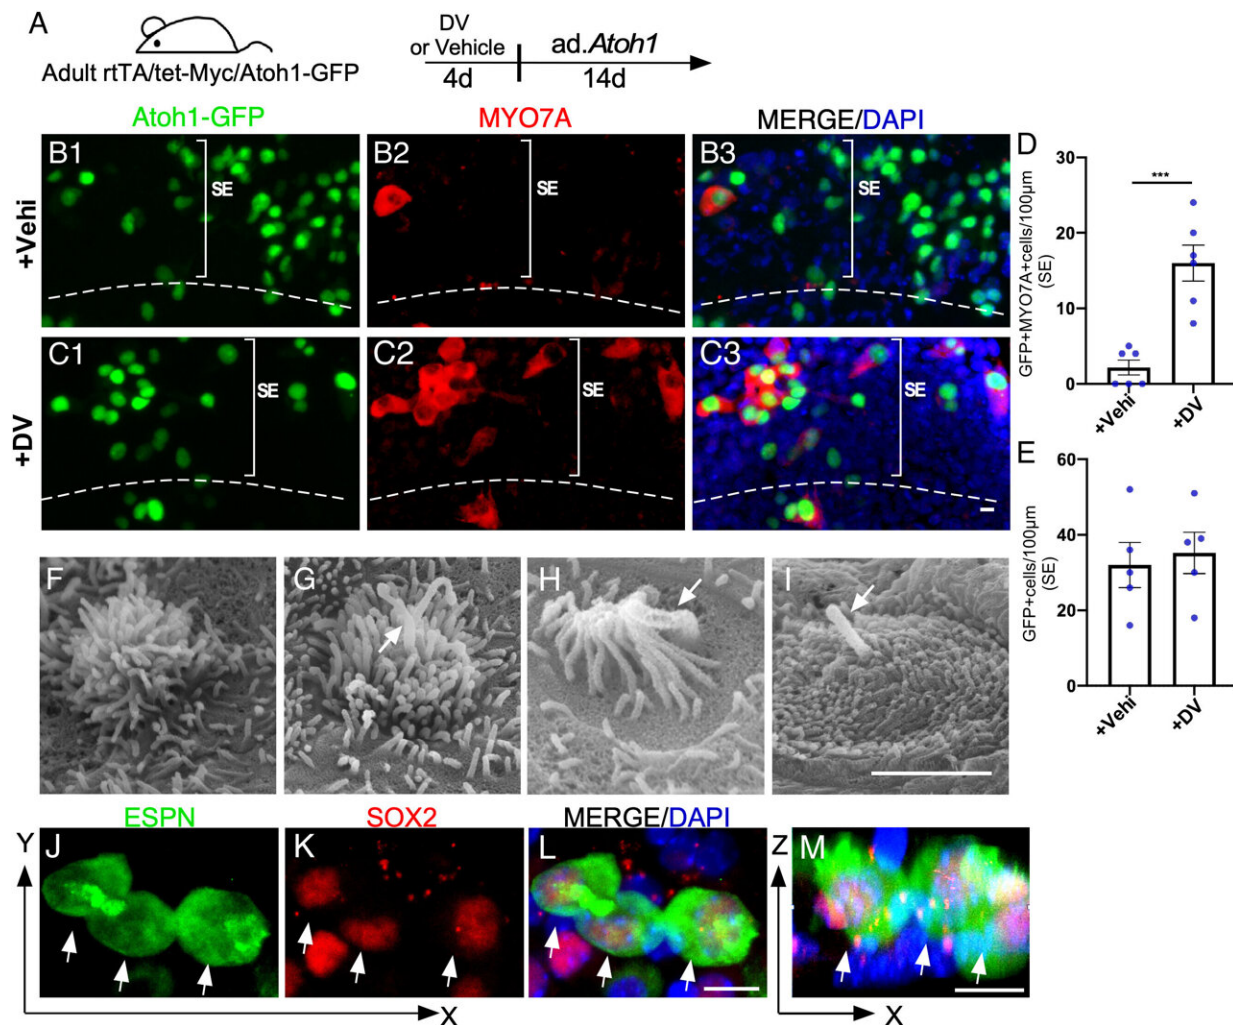 A
Adult rtTA/tet-Myc/Atoh1-GFP
DV
or Vehicle
4d
ad.Atoh1
14d
Atoh1-GFP
MYO7A
MERGE/DAPI
+Vehi
B1
SE
B2
SE
B3
SE
+DV
C1
SE
C2
SE
C3
SE
D
GFP+MYO7A+cells/100µm
(SE)
30
20
10
0
***
+Vehi
+DV
E
GFP+cells/100µm
(SE)
60
40
20
0
+Vehi
+DV
F
G
H
I
ESPN
SOX2
MERGE/DAPI
Y
J
K
L
Z
M
X
X